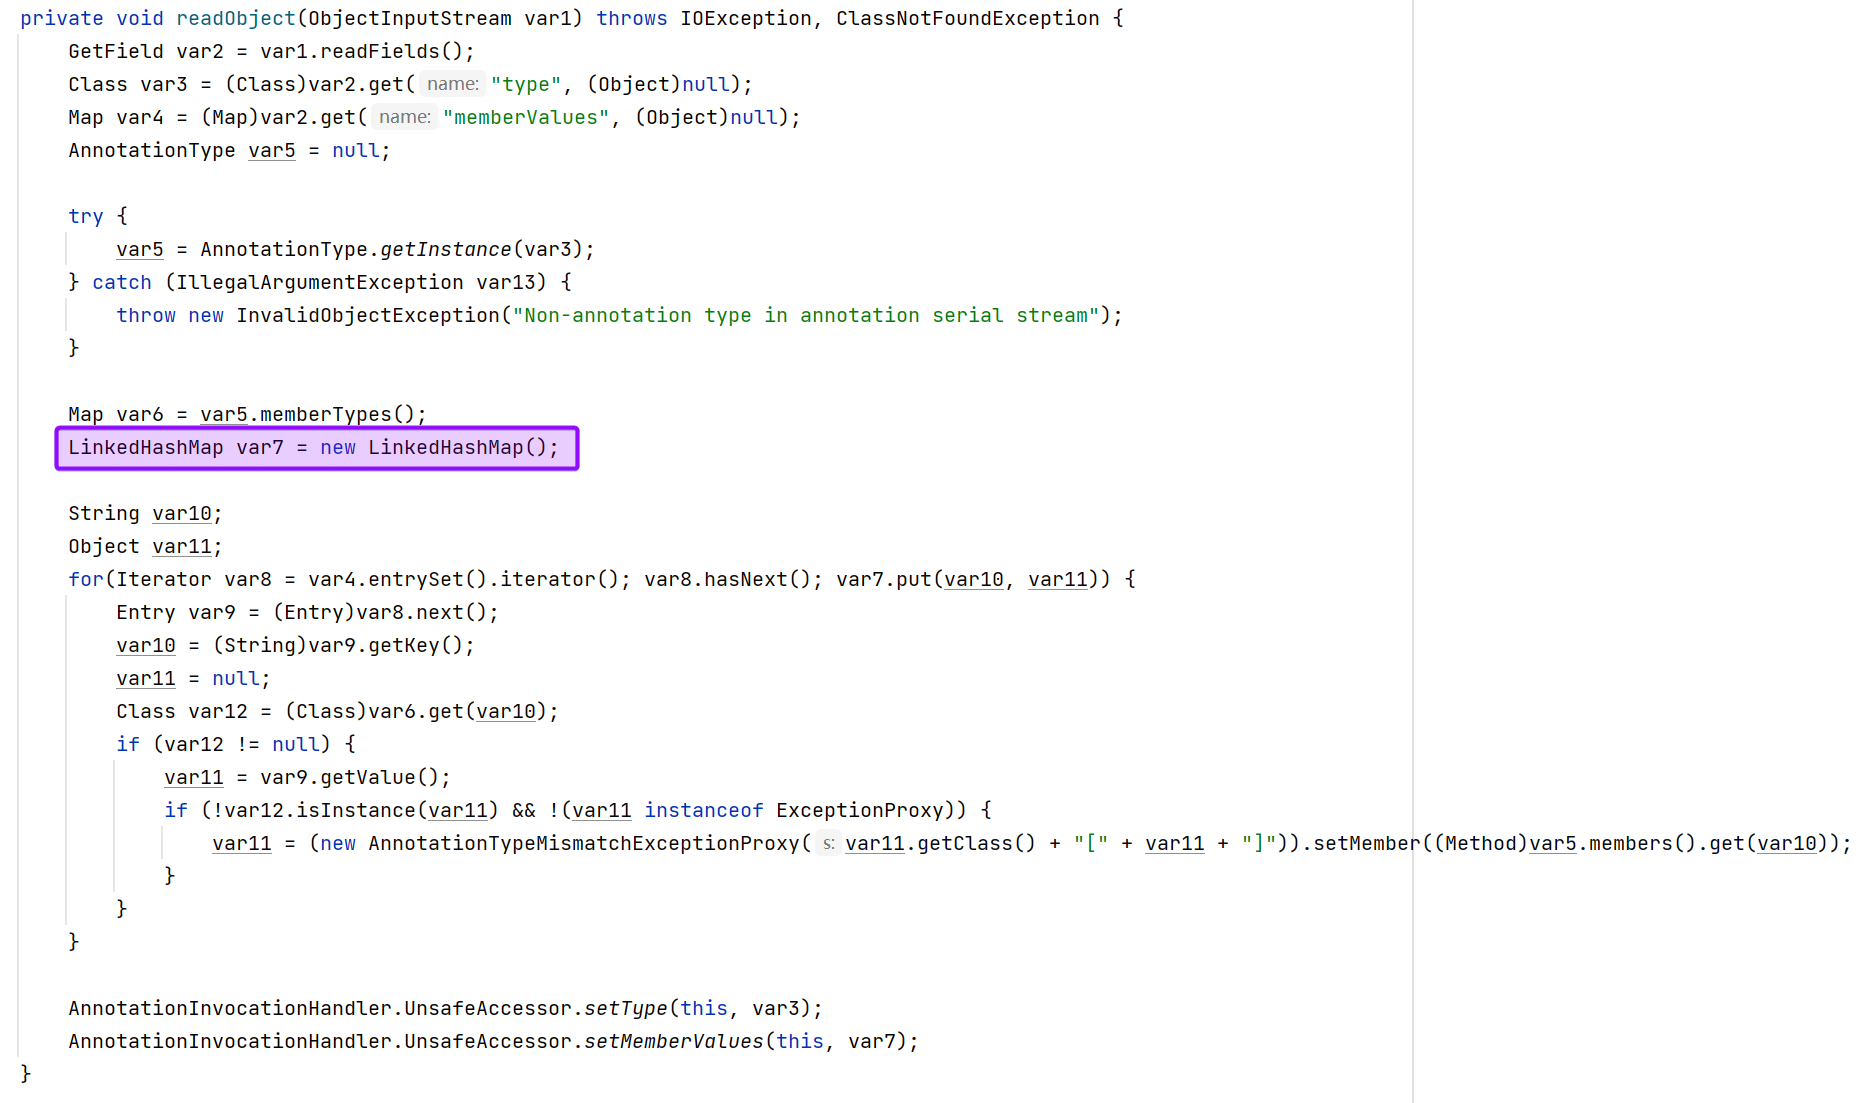 private void readObject(ObjectInputStream var1) throws IOException, ClassNotFoundException {
    GetField var2 = var1.readFields();
    Class var3 = (Class)var2.get( name: "type", (Object)null);
    Map var4 = (Map)var2.get( name: "memberValues", (Object)null);
    AnnotationType var5 = null;

    try {
        var5 = AnnotationType.getInstance(var3);
    } catch (IllegalArgumentException var13) {
        throw new InvalidObjectException("Non-annotation type in annotation serial stream");
    }

    Map var6 = var5.memberTypes();
    LinkedHashMap var7 = new LinkedHashMap();

    String var10;
    Object var11;
    for(Iterator var8 = var4.entrySet().iterator(); var8.hasNext(); var7.put(var10, var11)) {
        Entry var9 = (Entry)var8.next();
        var10 = (String)var9.getKey();
        var11 = null;
        Class var12 = (Class)var6.get(var10);
        if (var12 != null) {
            var11 = var9.getValue();
            if (!var12.isInstance(var11) && !(var11 instanceof ExceptionProxy)) {
                var11 = (new AnnotationTypeMismatchExceptionProxy( s: var11.getClass() + "[" + var11 + "]")).setMember((Method)var5.members().get(var10));
            }
        }
    }

    AnnotationInvocationHandler.UnsafeAccessor.setType(this, var3);
    AnnotationInvocationHandler.UnsafeAccessor.setMemberValues(this, var7);
}